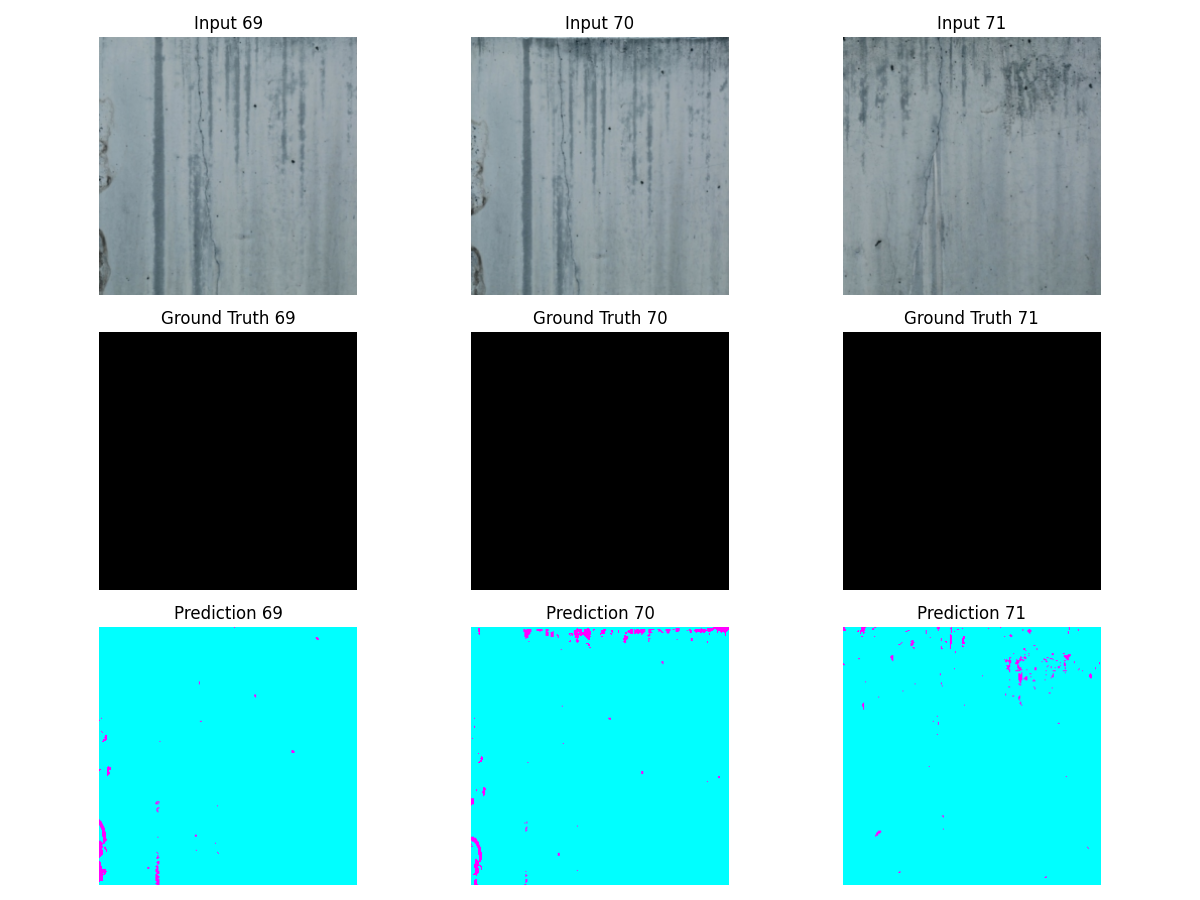 Input 69
Input 70
Input 71
Ground Truth 69
Ground Truth 70
Ground Truth 71
Prediction 69
Prediction 70
Prediction 71